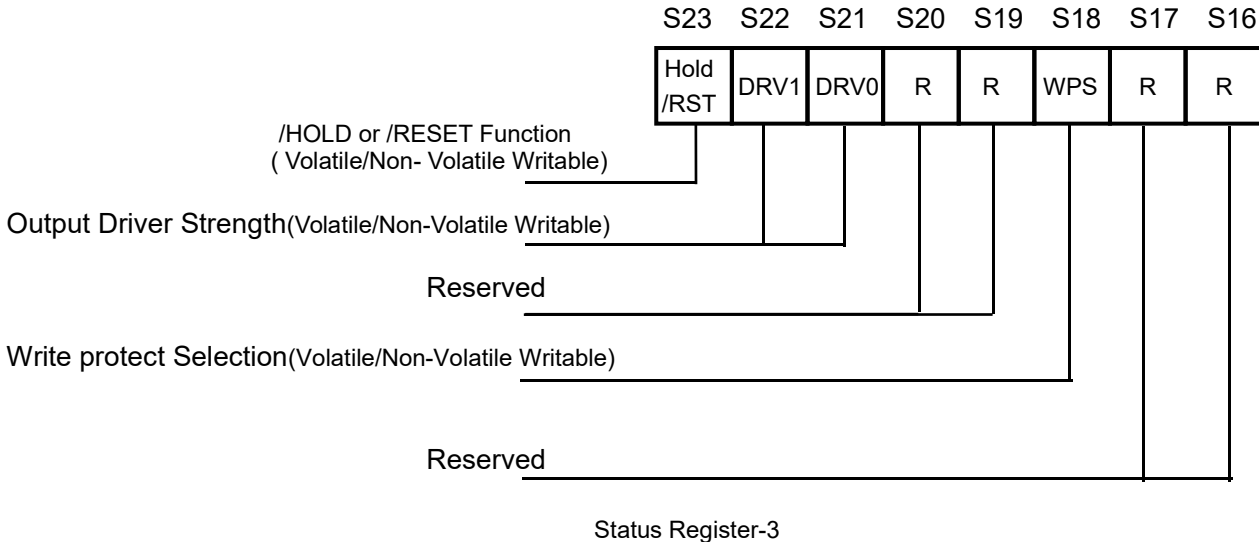 S23 S22 S21 S20 S19 S18 S17 S16
Hold /RST DRV1 DRV0 R R WPS R R
/HOLD or /RESET Function
( Volatile/Non- Volatile Writable)
Output Driver Strength(Volatile/Non-Volatile Writable)
Reserved
Write protect Selection(Volatile/Non-Volatile Writable)
Reserved
Status Register-3